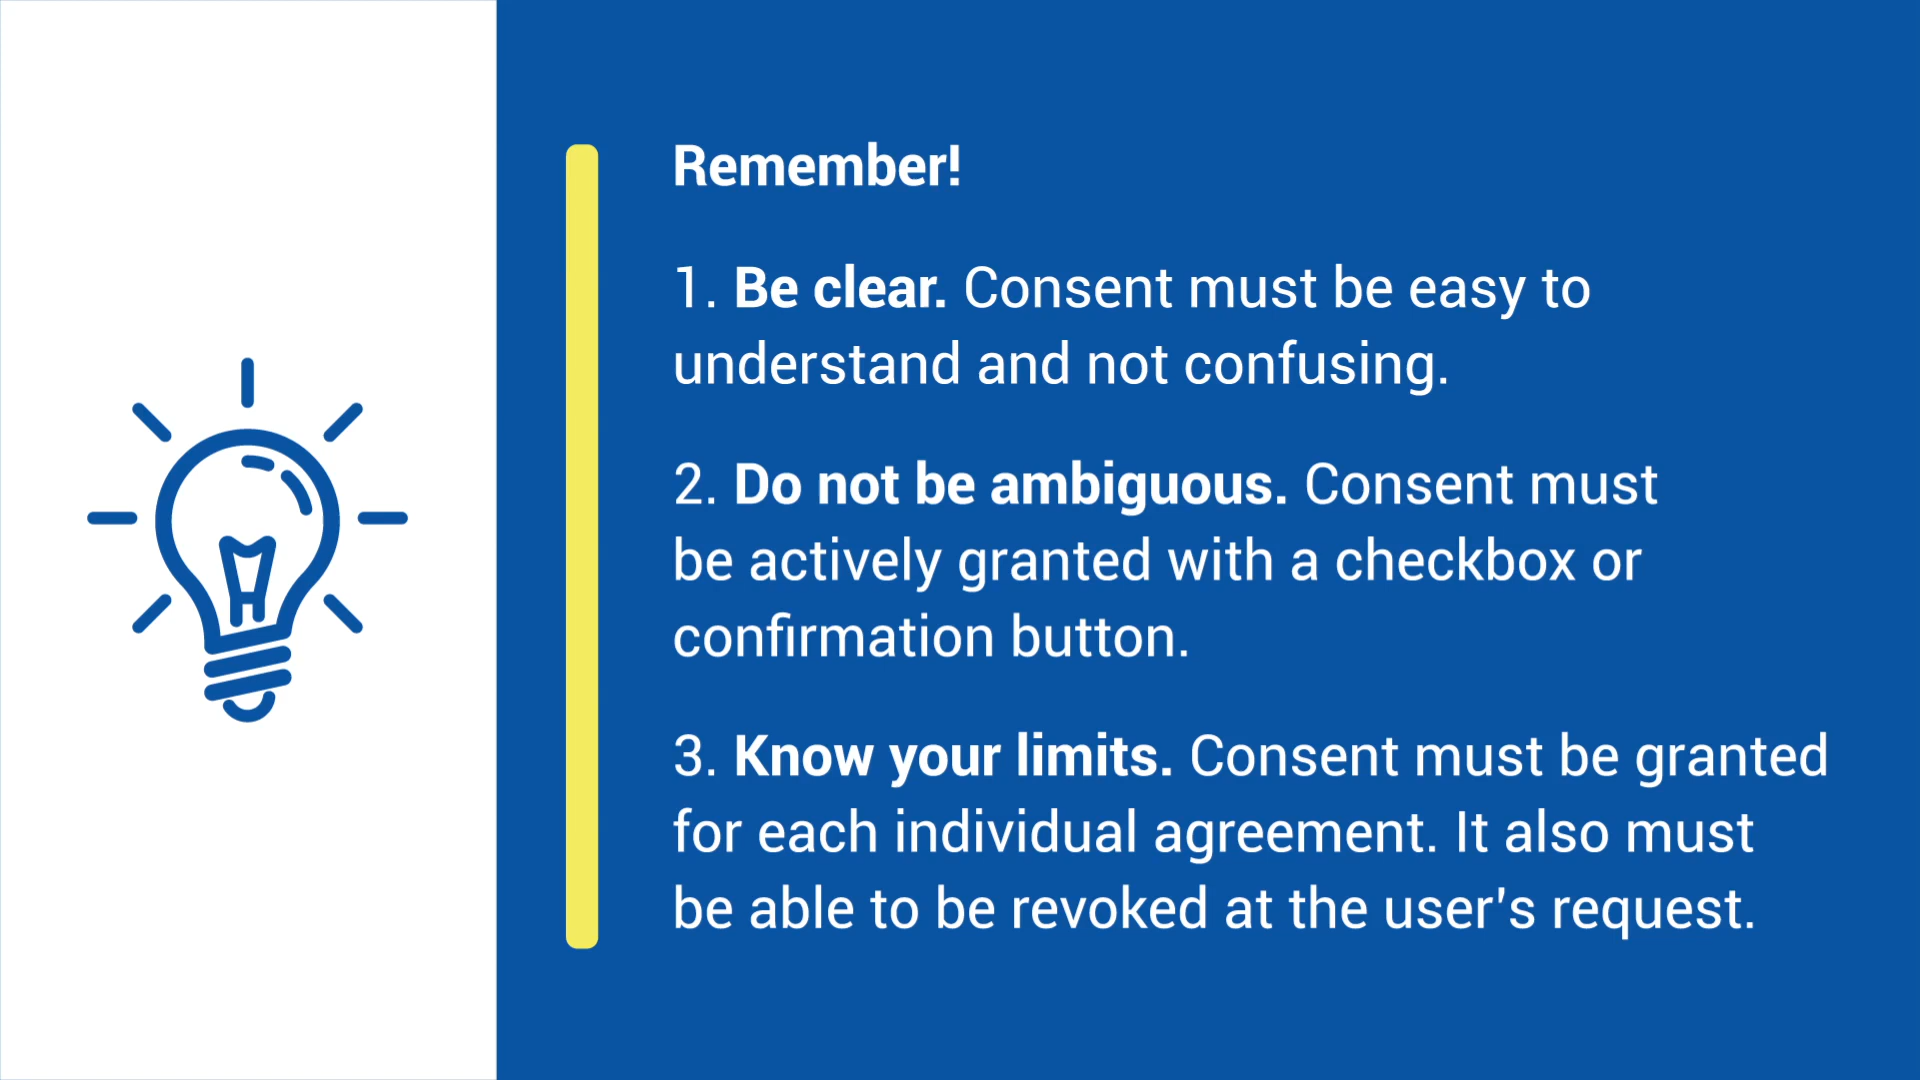 Remember!
1. Be clear. Consent must be easy to
understand and not confusing.
2. Do not be ambiguous. Consent must
be actively granted with a checkbox or
confirmation button.
3. Know your limits. Consent must be granted
for each individual agreement. It also must
be able to be revoked at the user's request.